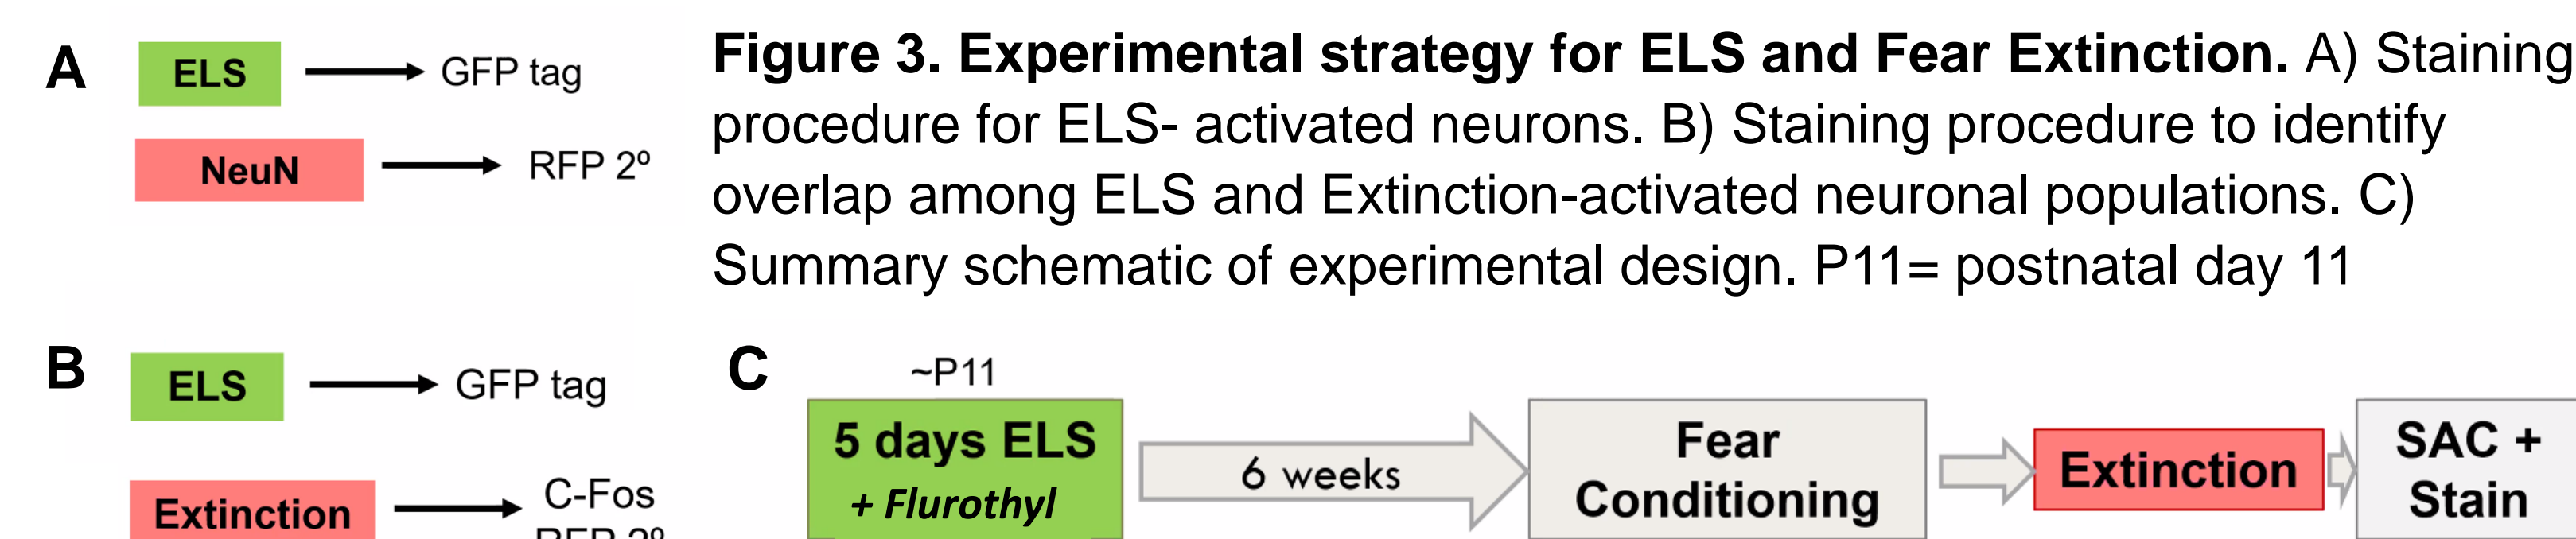 A
ELS GFP tag
NeuN RFP 2º
Figure 3. Experimental strategy for ELS and Fear Extinction. A) Staining
procedure for ELS- activated neurons. B) Staining procedure to identify
overlap among ELS and Extinction-activated neuronal populations. C)
Summary schematic of experimental design. P11= postnatal day 11
B
ELS GFP tag
Extinction C-Fos
RFP 2º
C
~P11
5 days ELS
+ Flurothyl
6 weeks
Fear
Conditioning
Extinction
SAC +
Stain